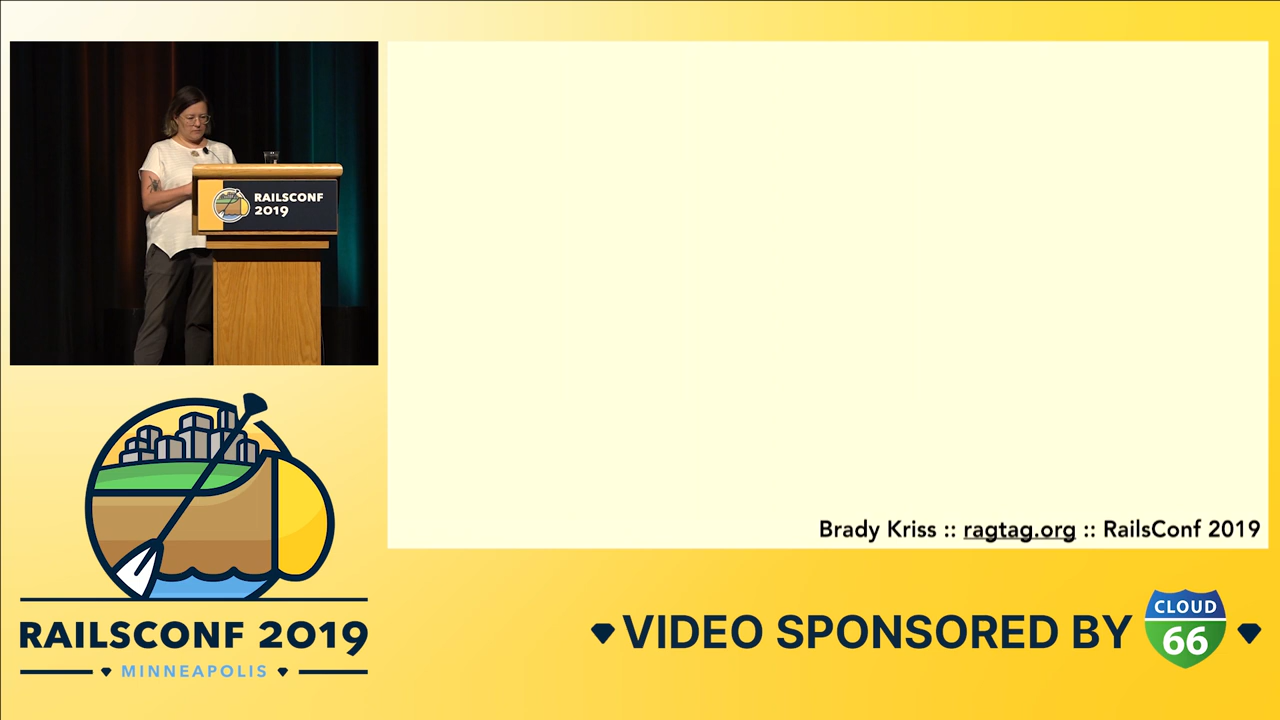 RAILSCONF
2019
Brady Kriss :: ragtag.org :: RailsConf 2019
RAILSCONF 2019
MINNEAPOLIS
VIDEO SPONSORED BY
CLOUD
66